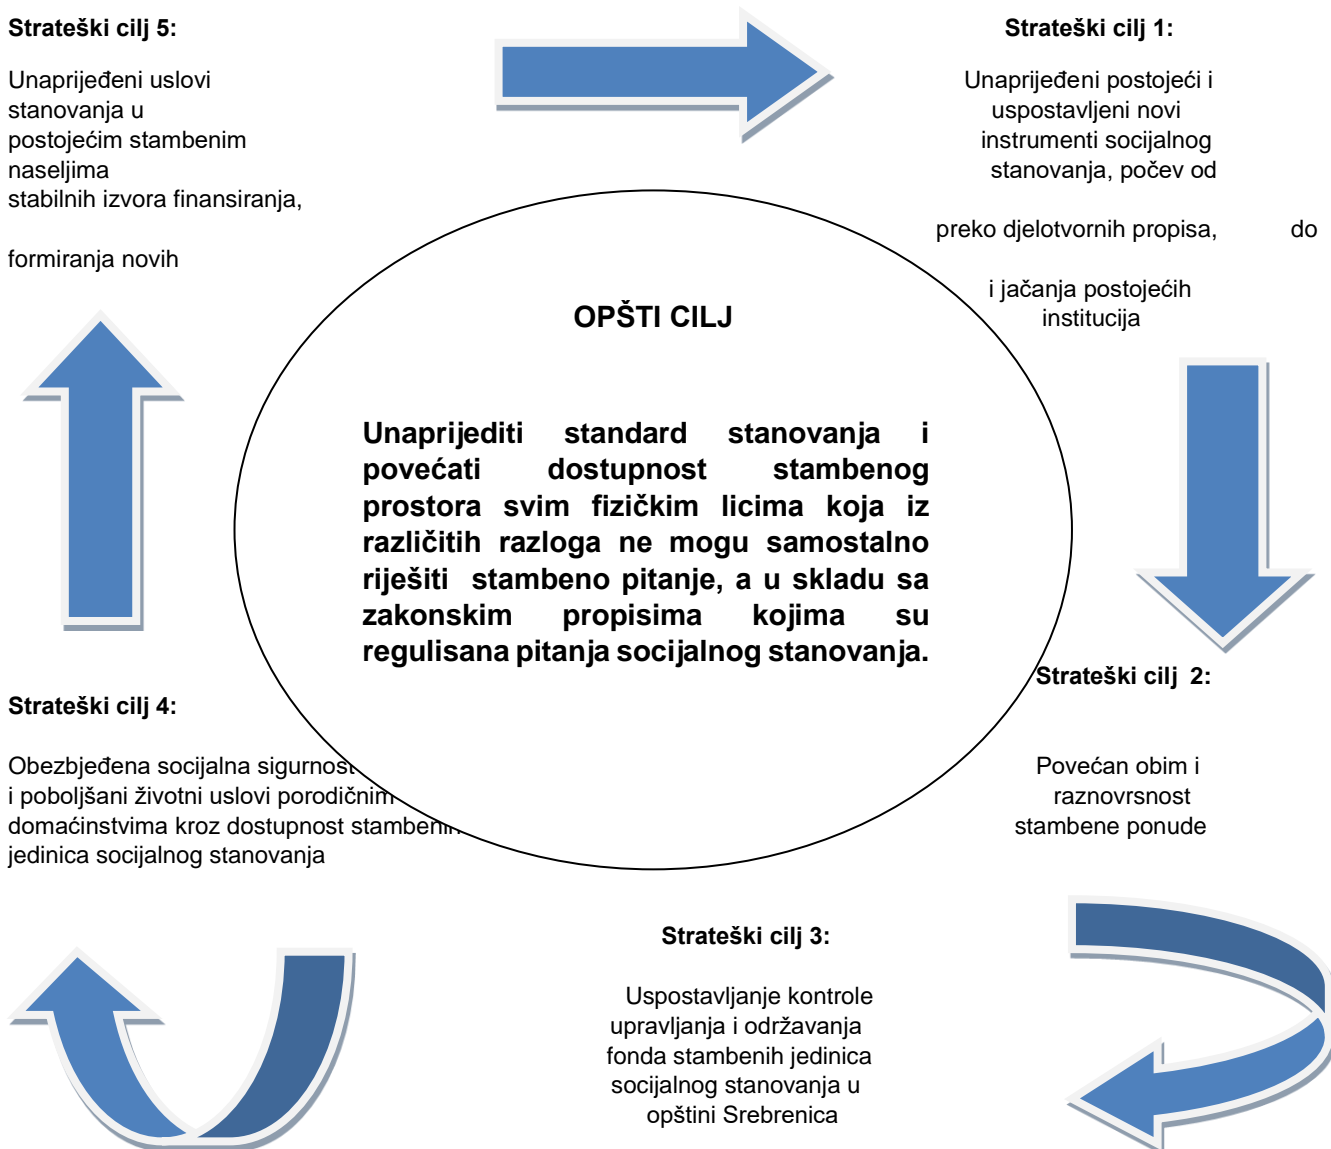 Strateški cilj 5:
Unaprijeđeni uslovi
stanovanja u
postojećim stambenim
naseljima
stabilnih izvora finansiranja,
formiranja novih
Strateški cilj 1:
Unaprijeđeni postojeći i
uspostavljeni novi
instrumenti socijalnog
stanovanja, počev od
preko djelotvornih propisa, do
i jačanja postojećih
institucija
OPŠTI CILJ
Unaprijediti standard stanovanja i
povećati dostupnost stambenog
prostora svim fizičkim licima koja iz
različitih razloga ne mogu samostalno
riješiti stambeno pitanje, a u skladu sa
zakonskim propisima kojima su
regulisana pitanja socijalnog stanovanja.
Strateški cilj 2:
Povećan obim i
raznovrsnost
stambene ponude
Strateški cilj 4:
Obezbjeđena socijalna sigurnost
i poboljšani životni uslovi porodičnim
domaćinstvima kroz dostupnost stambenih
jedinica socijalnog stanovanja
Strateški cilj 3:
Uspostavljanje kontrole
upravljanja i održavanja
fonda stambenih jedinica
socijalnog stanovanja u
opštini Srebrenica